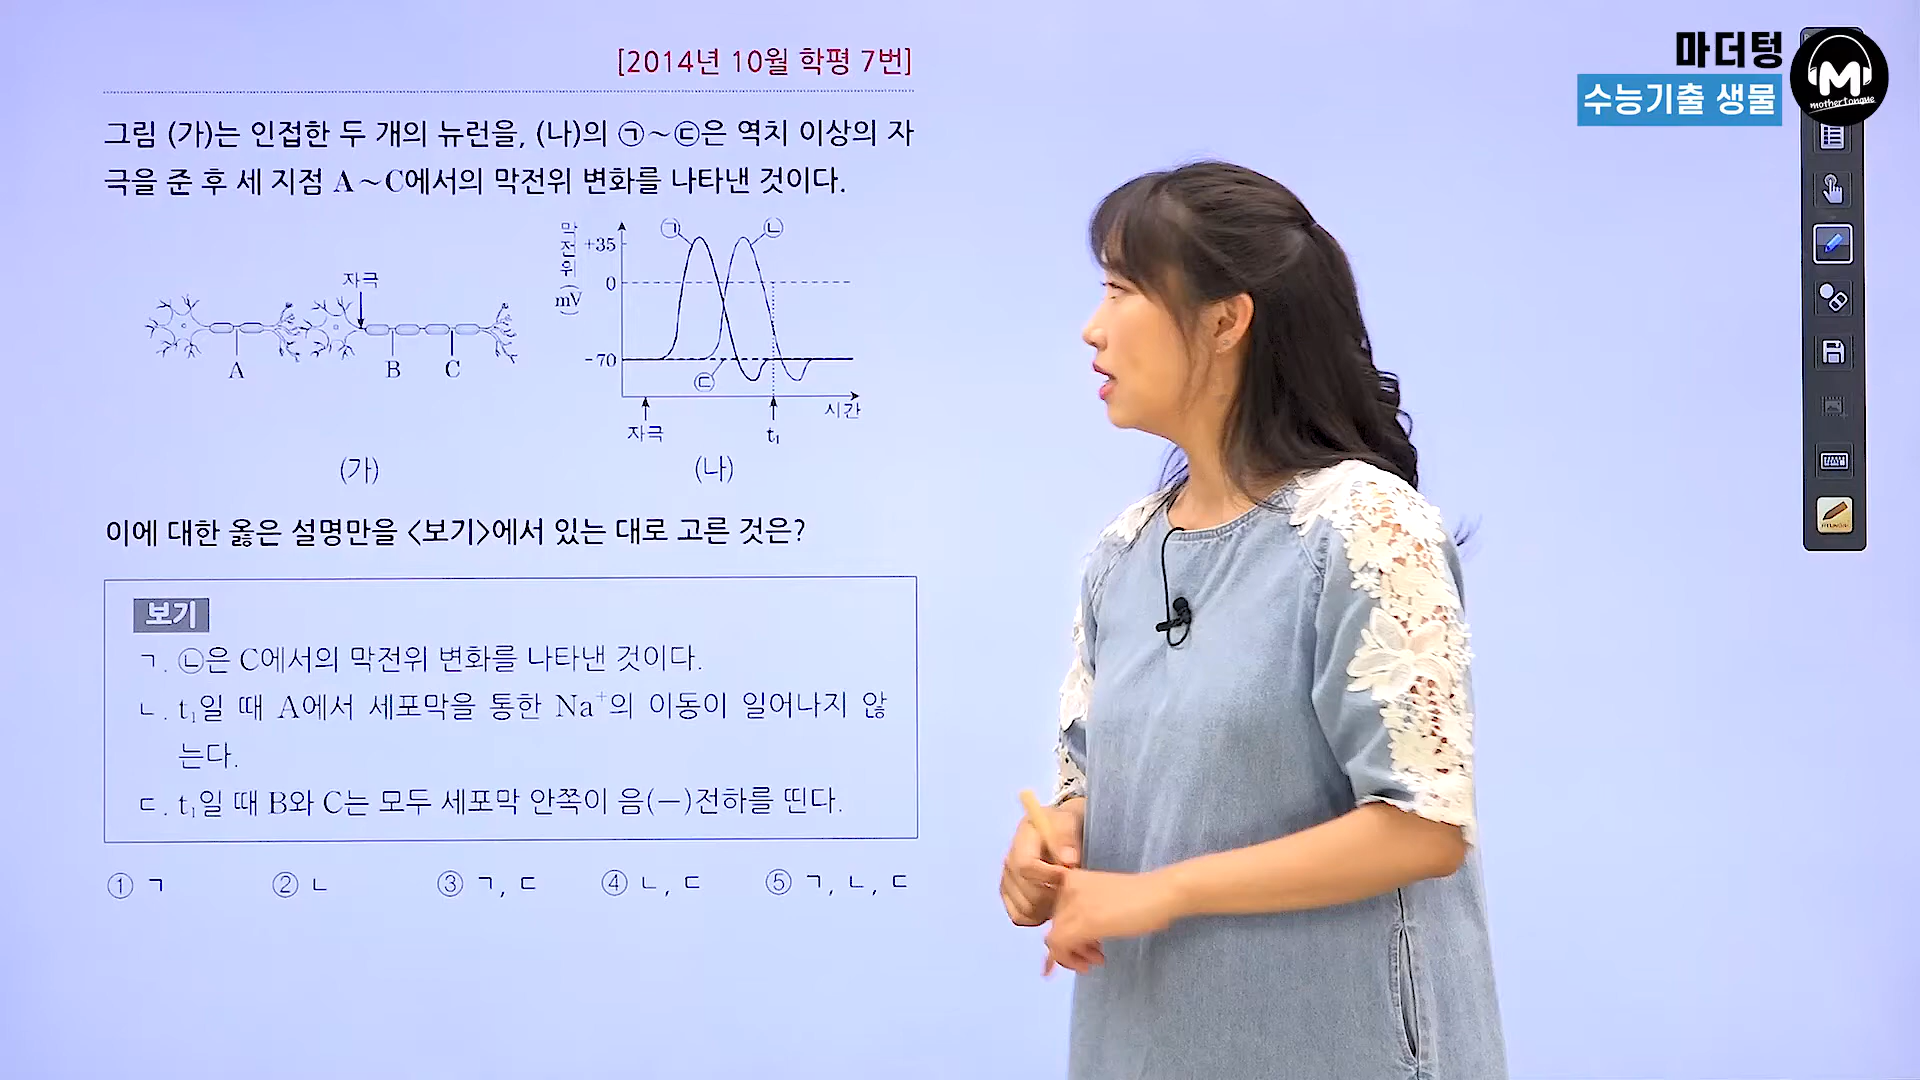 [2014년 10월 학평 7번]
마더텅
수능기출 생물
M
mothertongue
그림 (가)는 인접한 두 개의 뉴런을, (나)의 ㉠~㉢은 역치 이상의 자
극을 준 후 세 지점 A~C에서의 막전위 변화를 나타낸 것이다.
자극
A B C
(가)
막전위(mV)
+35
0
-70
㉠ ㉡
㉢
시간
자극 t₁
(나)
이에 대한 옳은 설명만을 <보기>에서 있는 대로 고른 것은?
보기
ㄱ. ㉡은 C에서의 막전위 변화를 나타낸 것이다.
ㄴ. t₁일 때 A에서 세포막을 통한 Na⁺의 이동이 일어나지 않
는다.
ㄷ. t₁일 때 B와 C는 모두 세포막 안쪽이 음(−)전하를 띤다.
① ㄱ ② ㄴ ③ ㄱ, ㄷ ④ ㄴ, ㄷ ⑤ ㄱ, ㄴ, ㄷ